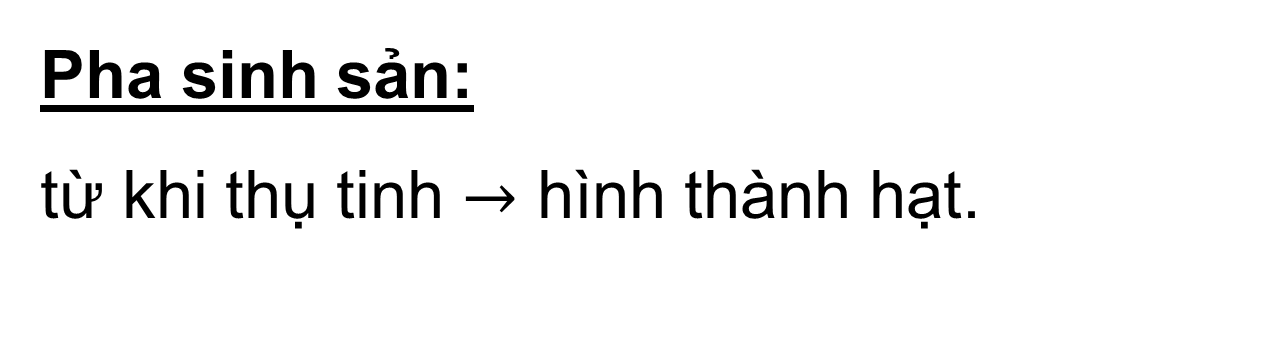 Pha sinh sản:
từ khi thụ tinh → hình thành hạt.